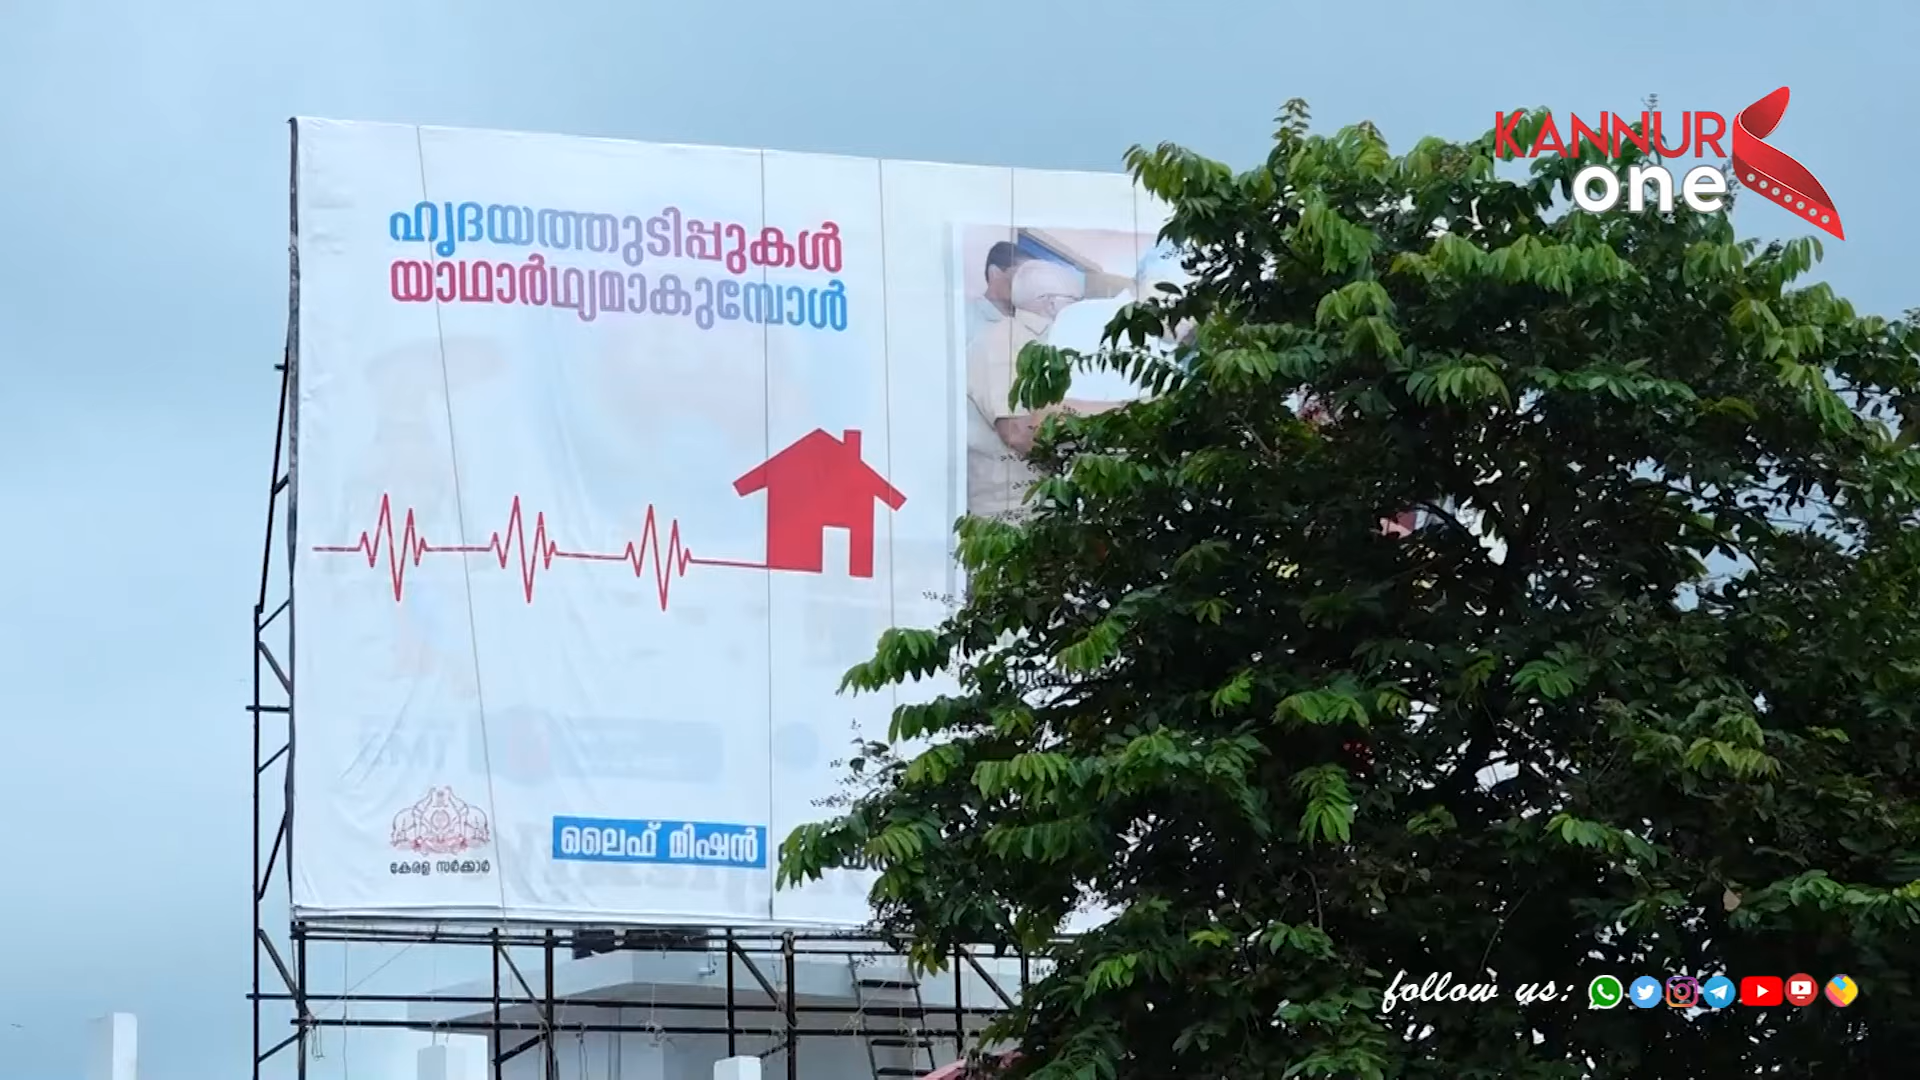 KANNUR
one
ഹൃദയത്തുടിപ്പുകൾ
യാഥാർഥ്യമാകുമ്പോൾ
കേരള സർക്കാർ
ലൈഫ് മിഷൻ
follow us: